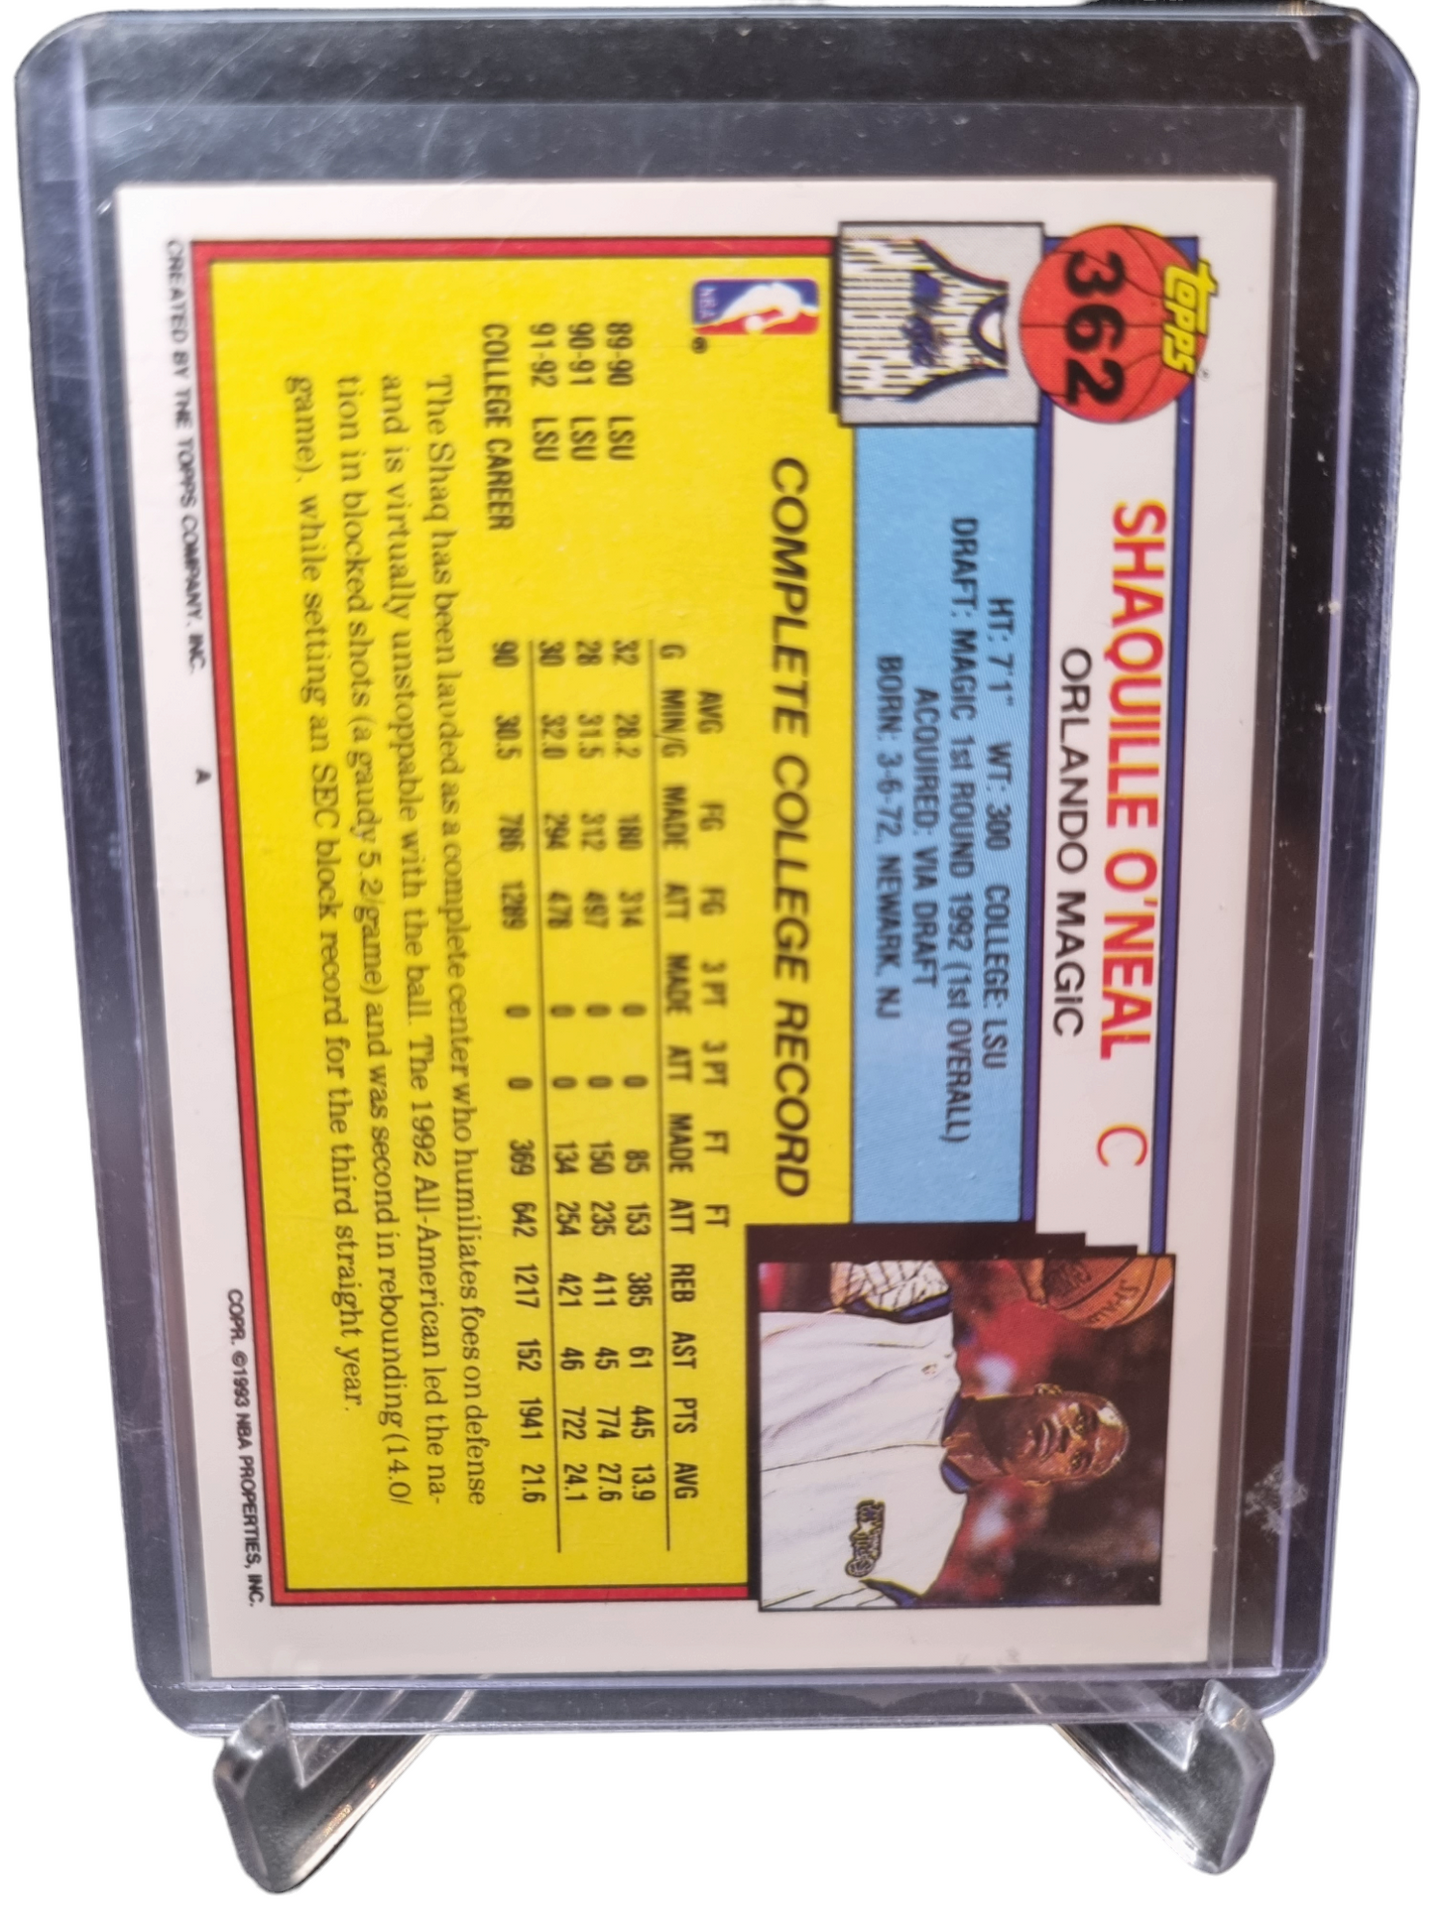 topps
362
SHAQUILLE O'NEAL C
ORLANDO MAGIC
HT: 7'1" WT: 300 COLLEGE: LSU
DRAFT: MAGIC 1st ROUND 1992 (1st OVERALL)
ACQUIRED: VIA DRAFT
BORN: 3-6-72, NEWARK, NJ
COMPLETE COLLEGE RECORD
NBA ®
AVG FG FG 3 PT 3 PT FT FT
G MIN/G MADE ATT MADE ATT MADE ATT REB AST PTS AVG
89-90 LSU 32 28.2 180 314 0 0 85 153 385 61 445 13.9
90-91 LSU 28 31.5 312 497 0 0 150 235 411 45 774 27.6
91-92 LSU 30 32.0 294 478 0 0 134 254 421 46 722 24.1
COLLEGE CAREER 90 30.5 786 1289 0 0 369 642 1217 152 1941 21.6
The Shaq has been lauded as a complete center who humiliates foes on defense
and is virtually unstoppable with the ball. The 1992 All-American led the na-
tion in blocked shots (a gaudy 5.2/game) and was second in rebounding (14.0/
game), while setting an SEC block record for the third straight year.
CREATED BY THE TOPPS COMPANY, INC. A COPR. ©1993 NBA PROPERTIES, INC.